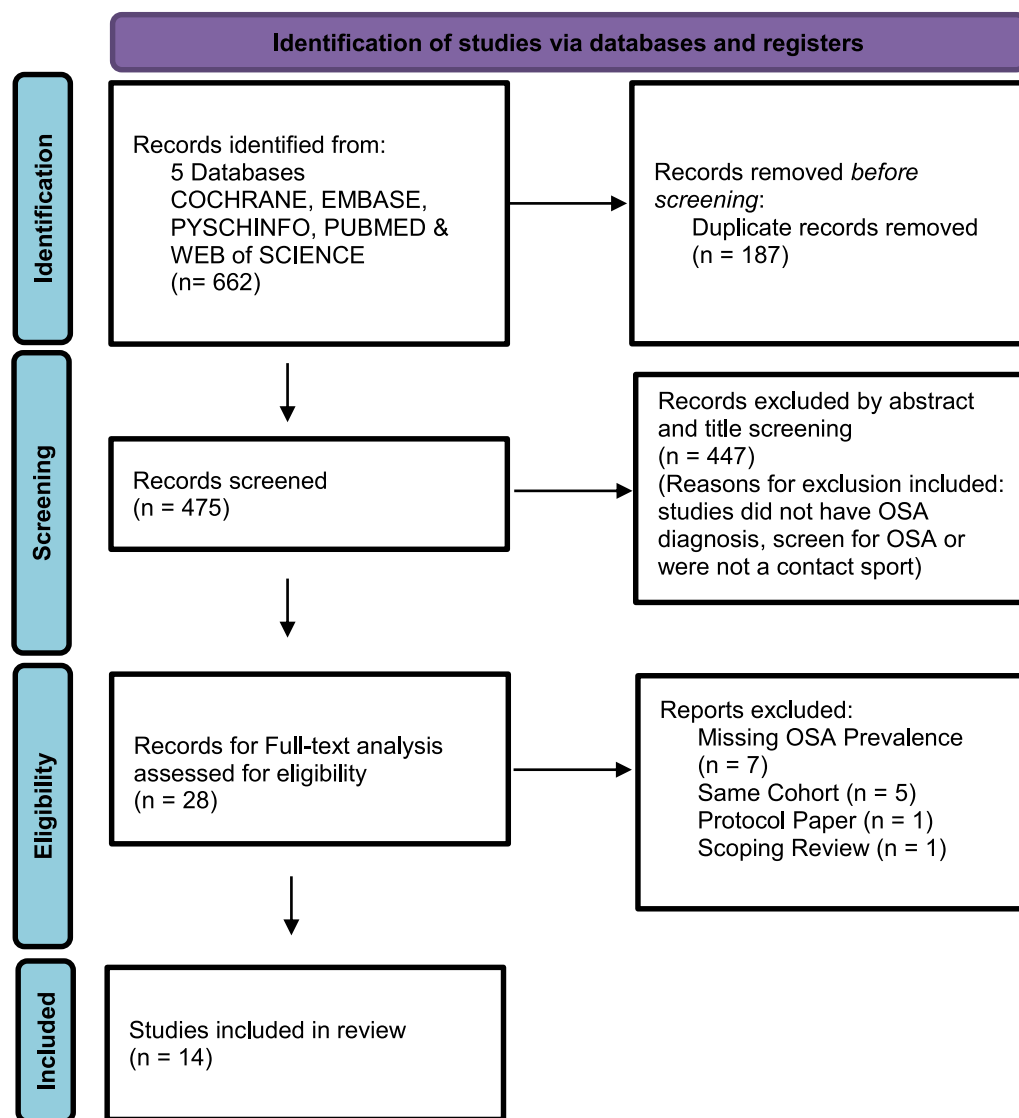 Identification of studies via databases and registers
Identification
Records identified from:
5 Databases
COCHRANE, EMBASE,
PYSCHINFO, PUBMED &
WEB of SCIENCE
(n= 662)
Records removed before
screening:
Duplicate records removed
(n = 187)
Screening
Records screened
(n = 475)
Records excluded by abstract
and title screening
(n = 447)
(Reasons for exclusion included:
studies did not have OSA
diagnosis, screen for OSA or
were not a contact sport)
Eligibility
Records for Full-text analysis
assessed for eligibility
(n = 28)
Reports excluded:
Missing OSA Prevalence
(n = 7)
Same Cohort (n = 5)
Protocol Paper (n = 1)
Scoping Review (n = 1)
Included
Studies included in review
(n = 14)